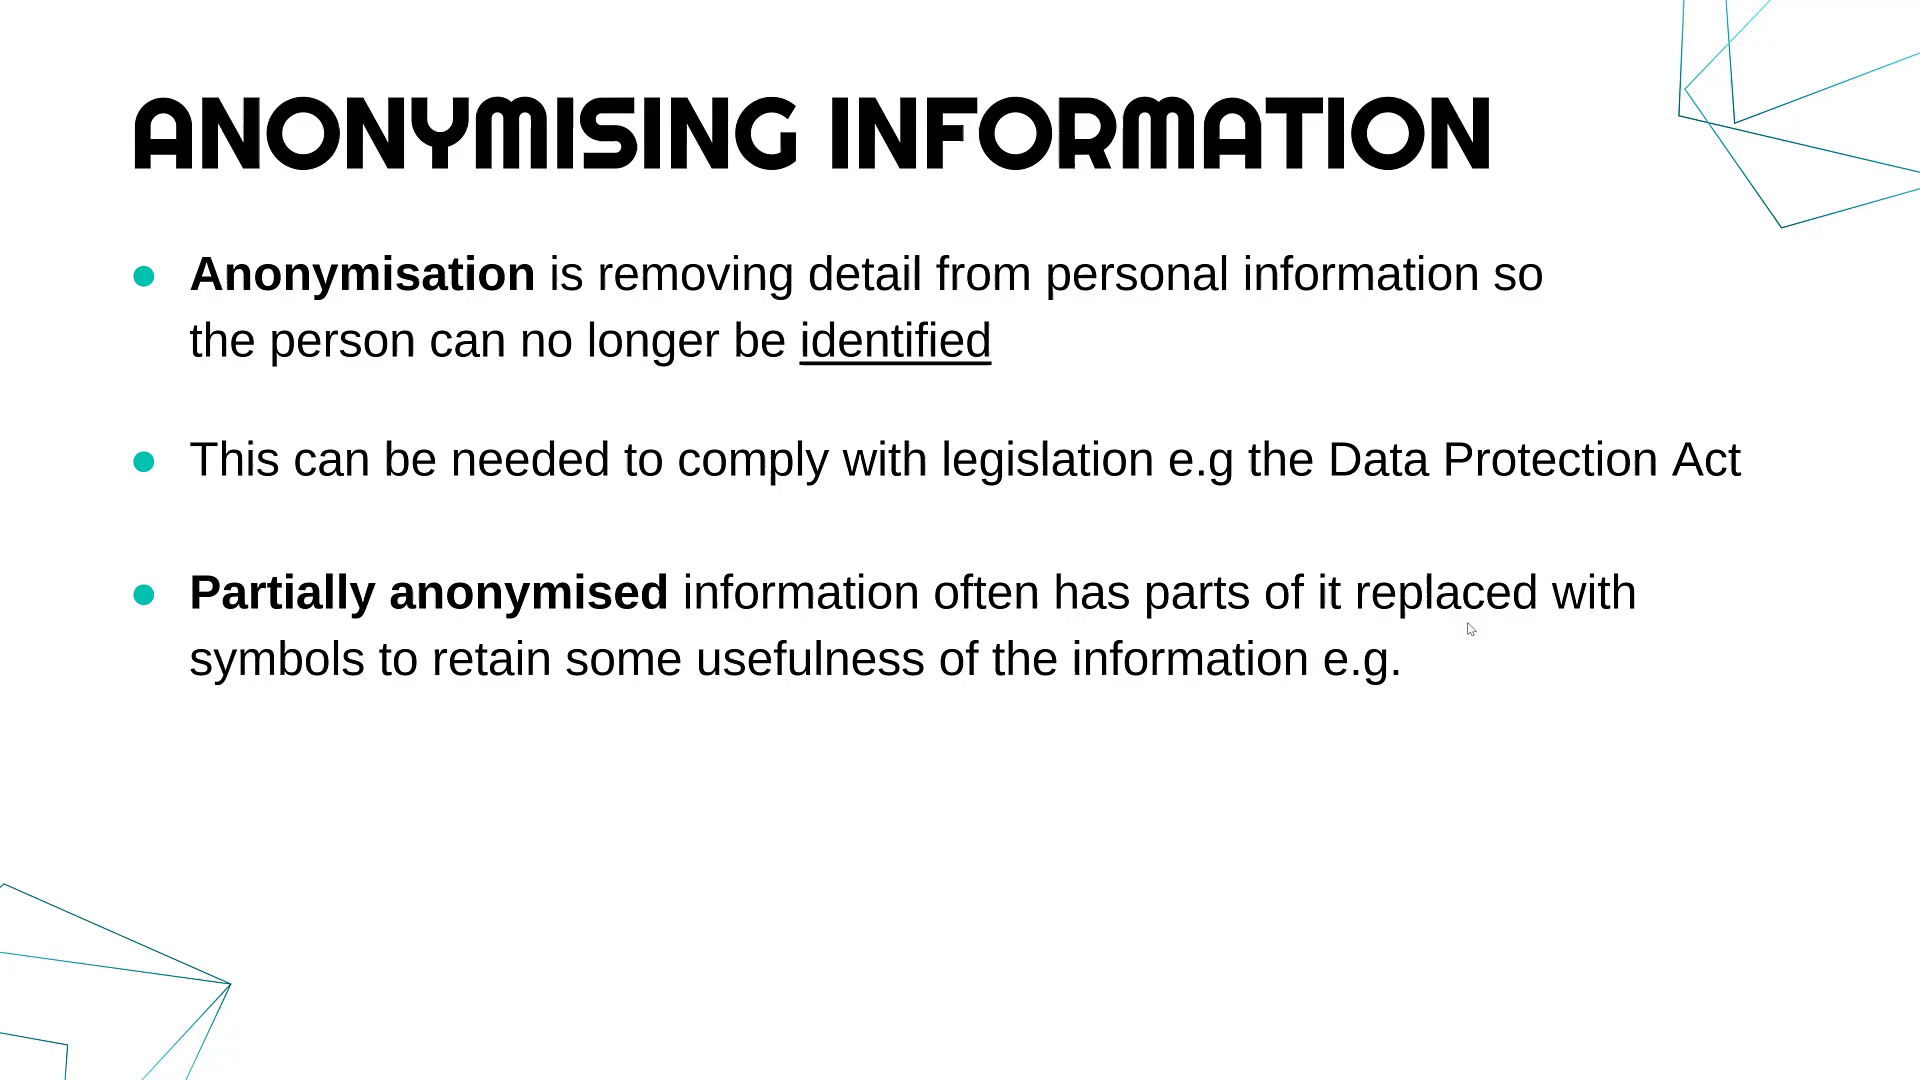 ANONYMISING INFORMATION
Anonymisation is removing detail from personal information so
the person can no longer be identified
This can be needed to comply with legislation e.g the Data Protection Act
Partially anonymised information often has parts of it replaced with
symbols to retain some usefulness of the information e.g.